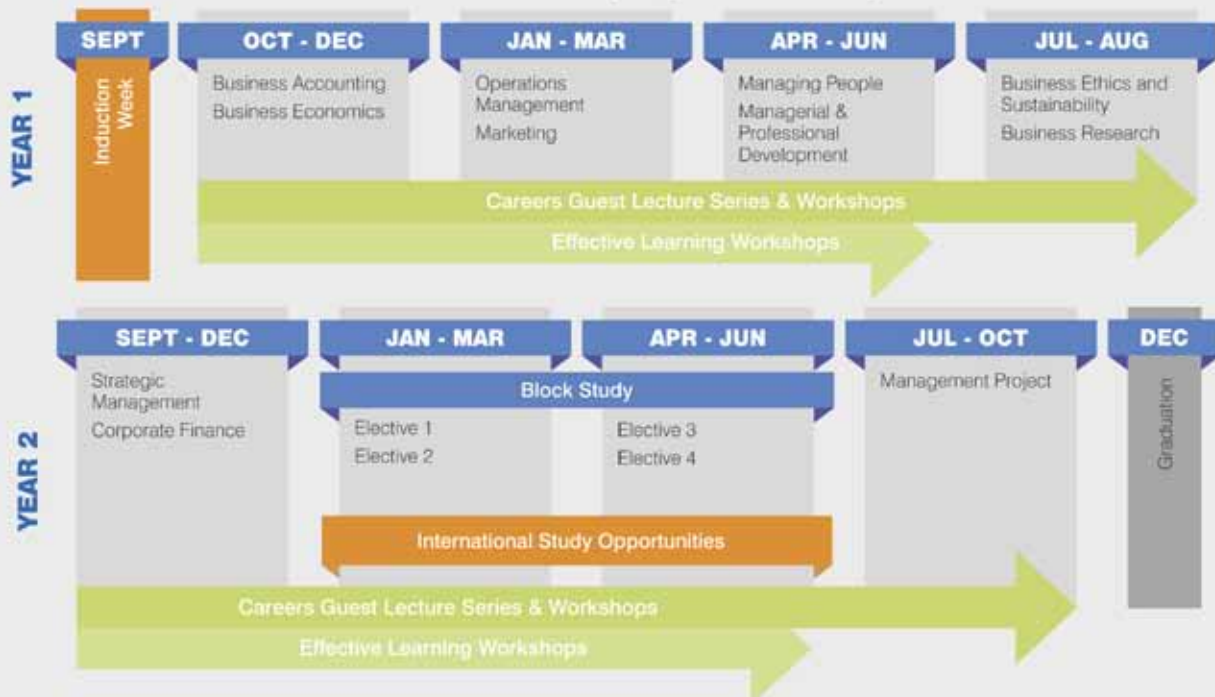 YEAR 1
SEPT
Induction
Week
OCT - DEC
Business Accounting
Business Economics
JAN - MAR
Operations
Management
Marketing
APR - JUN
Managing People
Managerial &
Professional
Development
JUL - AUG
Business Ethics and
Sustainability
Business Research
Careers Guest Lecture Series & Workshops
Effective Learning Workshops
YEAR 2
SEPT - DEC
Strategic
Management
Corporate Finance
JAN - MAR
APR - JUN
Block Study
Elective 1
Elective 2
Elective 3
Elective 4
International Study Opportunities
JUL - OCT
Management Project
DEC
Graduation
Careers Guest Lecture Series & Workshops
Effective Learning Workshops